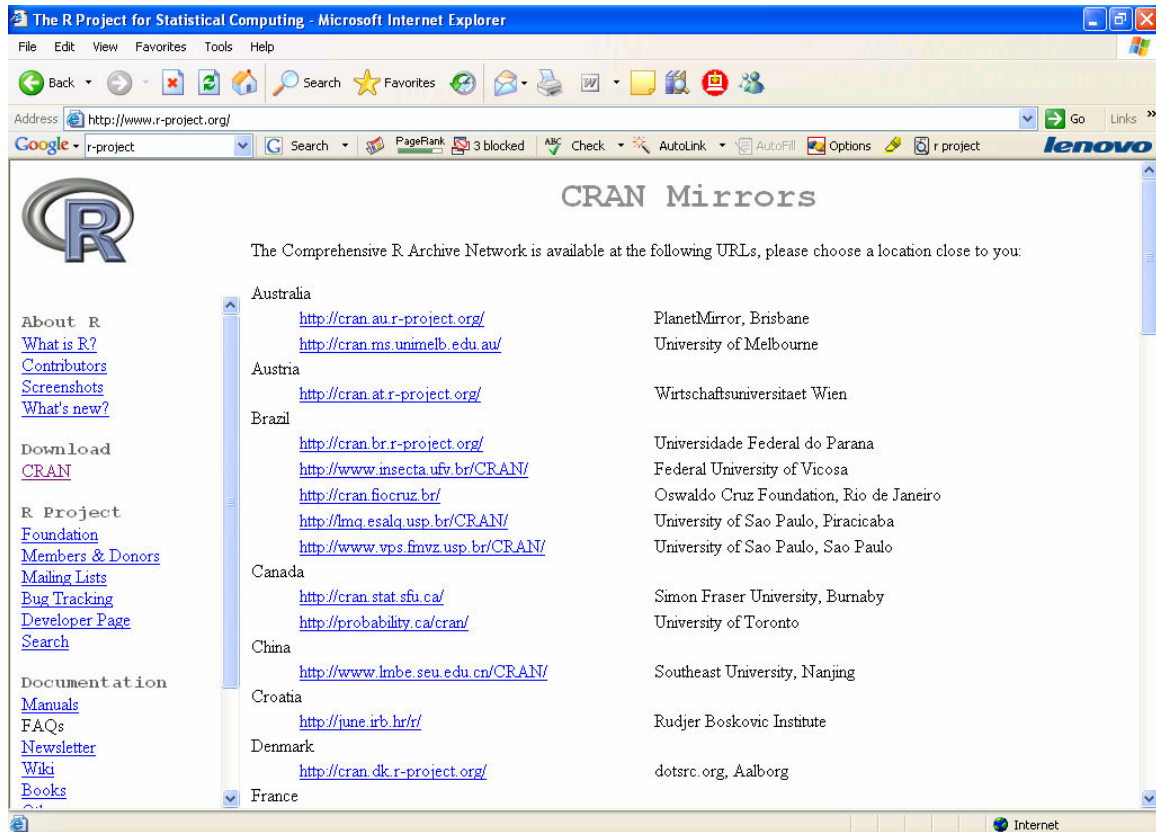 The R Project for Statistical Computing - Microsoft Internet Explorer
File Edit View Favorites Tools Help
Back Search Favorites W
Address http://www.r-project.org/ Go Links »
Google r-project G Search PageRank 3 blocked ABC Check AutoLink AutoFill Options r project lenovo
R
CRAN Mirrors
The Comprehensive R Archive Network is available at the following URLs, please choose a location close to you:
About R
What is R?
Contributors
Screenshots
What's new?
Download
CRAN
R Project
Foundation
Members & Donors
Mailing Lists
Bug Tracking
Developer Page
Search
Documentation
Manuals
FAQs
Newsletter
Wiki
Books
Australia
http://cran.au.r-project.org/ PlanetMirror, Brisbane
http://cran.ms.unimelb.edu.au/ University of Melbourne
Austria
http://cran.at.r-project.org/ Wirtschaftsuniversitaet Wien
Brazil
http://cran.br.r-project.org/ Universidade Federal do Parana
http://www.insecta.ufv.br/CRAN/ Federal University of Vicosa
http://cran.fiocruz.br/ Oswaldo Cruz Foundation, Rio de Janeiro
http://lmq.esalq.usp.br/CRAN/ University of Sao Paulo, Piracicaba
http://www.vps.fmvz.usp.br/CRAN/ University of Sao Paulo, Sao Paulo
Canada
http://cran.stat.sfu.ca/ Simon Fraser University, Burnaby
http://probability.ca/cran/ University of Toronto
China
http://www.lmbe.seu.edu.cn/CRAN/ Southeast University, Nanjing
Croatia
http://june.irb.hr/r/ Rudjer Boskovic Institute
Denmark
http://cran.dk.r-project.org/ dotsrc.org, Aalborg
France
Internet